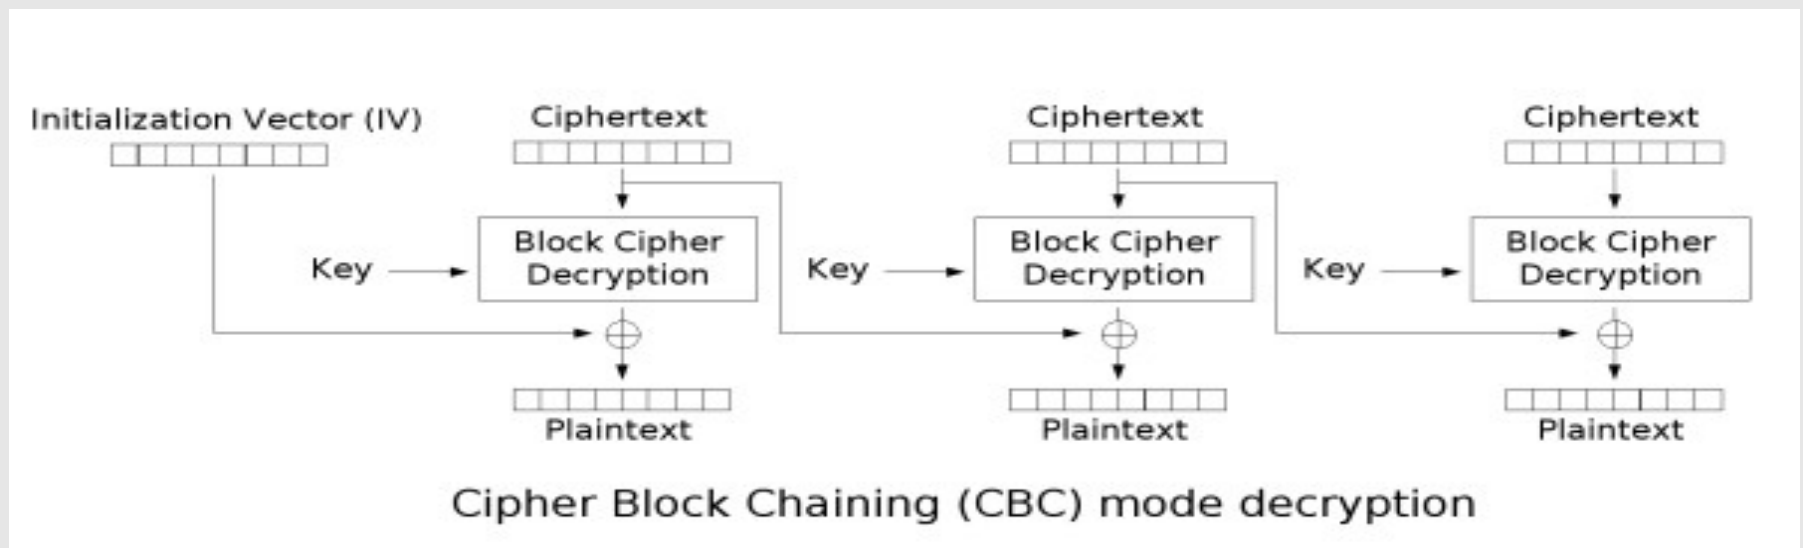 Initialization Vector (IV)
Ciphertext
Ciphertext
Ciphertext
Key
Block Cipher
Decryption
Key
Block Cipher
Decryption
Key
Block Cipher
Decryption
Plaintext
Plaintext
Plaintext
Cipher Block Chaining (CBC) mode decryption